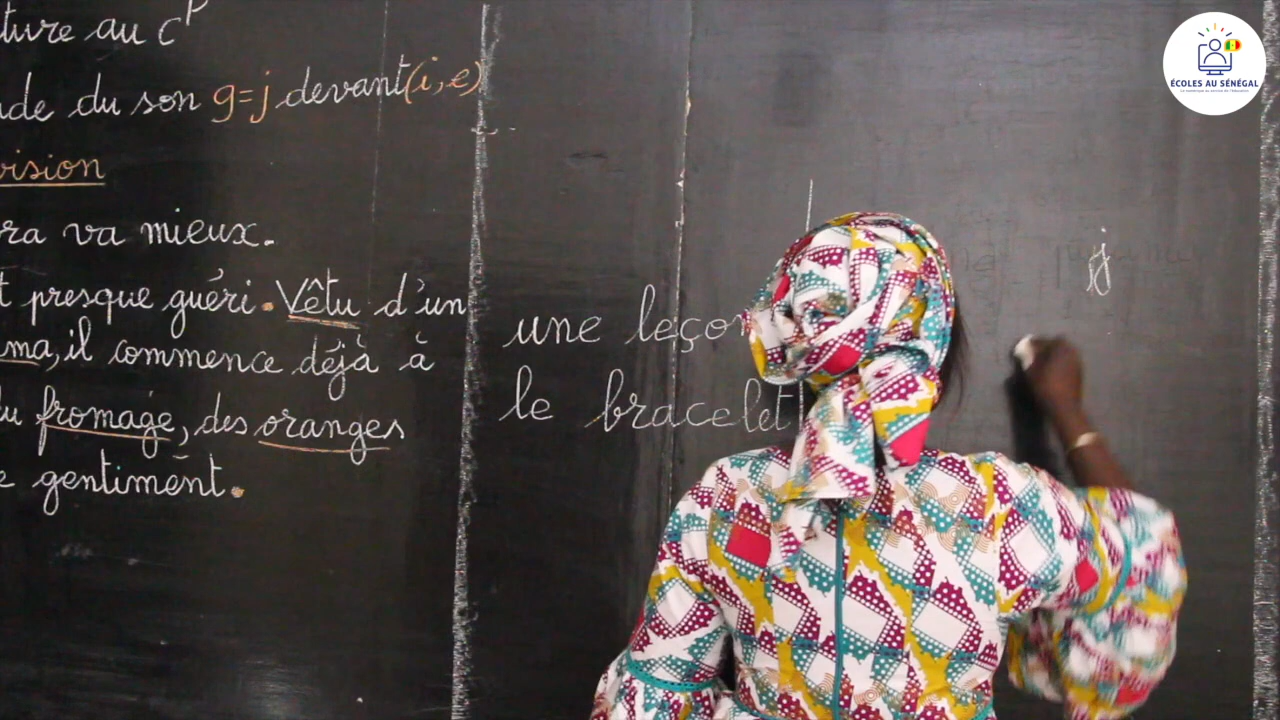 ture au cp
de du son g=j devant (i, e)
vision
ra va mieux.
t presque guéri. Vêtu d'un
ma, il commence déjà à
du fromage, des oranges
e gentiment.
une leçon
le bracelet
j
ÉCOLES AU SÉNÉGAL